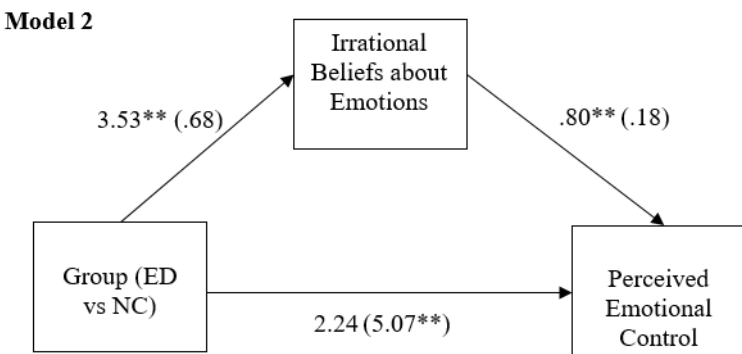 Model 2
Irrational
Beliefs about
Emotions
3.53** (.68)
.80** (.18)
Group (ED
vs NC)
2.24 (5.07**)
Perceived
Emotional
Control